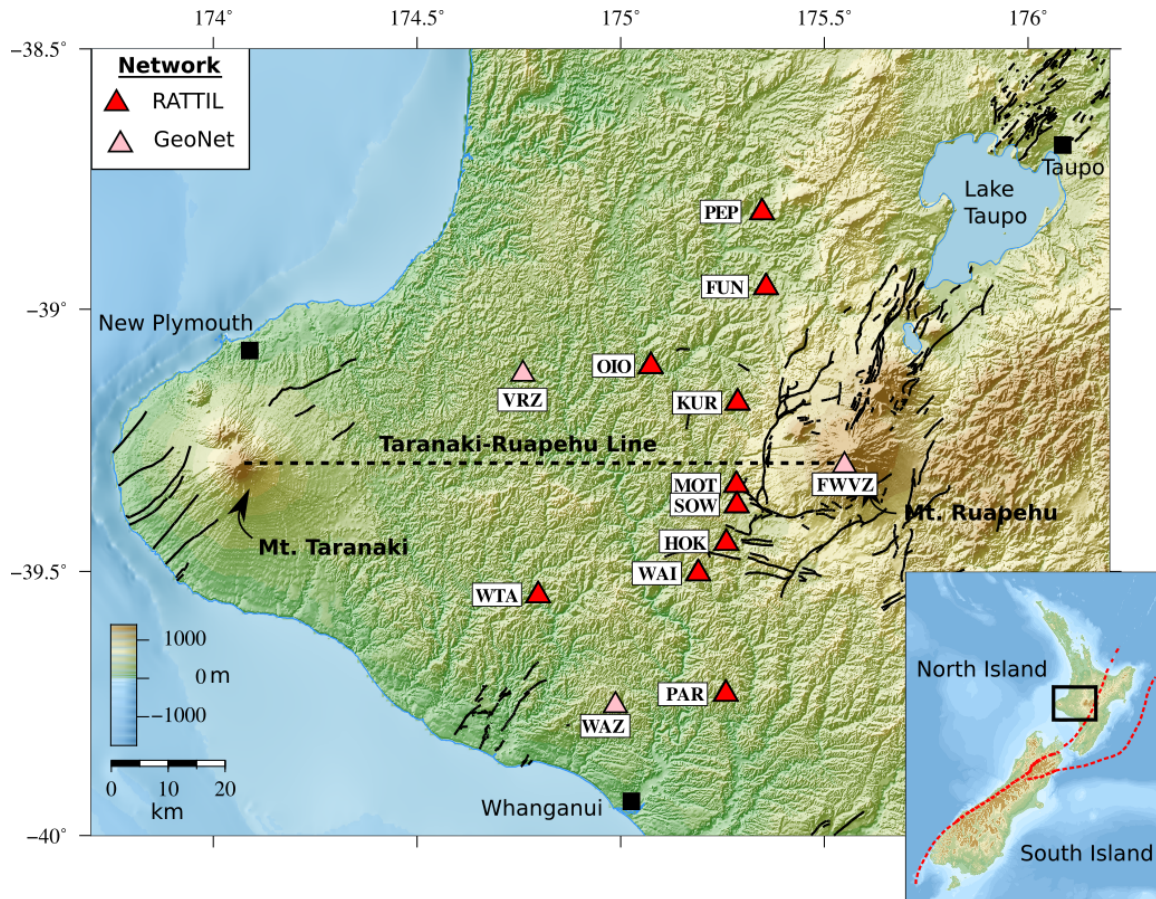 174°
174.5°
175°
175.5°
176°
−38.5°
−39°
−39.5°
−40°
Network
RATTIL
GeoNet
Taupo
Lake
Taupo
PEP
FUN
New Plymouth
OIO
VRZ
KUR
Taranaki-Ruapehu Line
MOT
FWVZ
SOW
Mt. Ruapehu
HOK
Mt. Taranaki
WAI
WTA
PAR
WAZ
Whanganui
1000
0 m
−1000
0
10
20
km
North Island
South Island